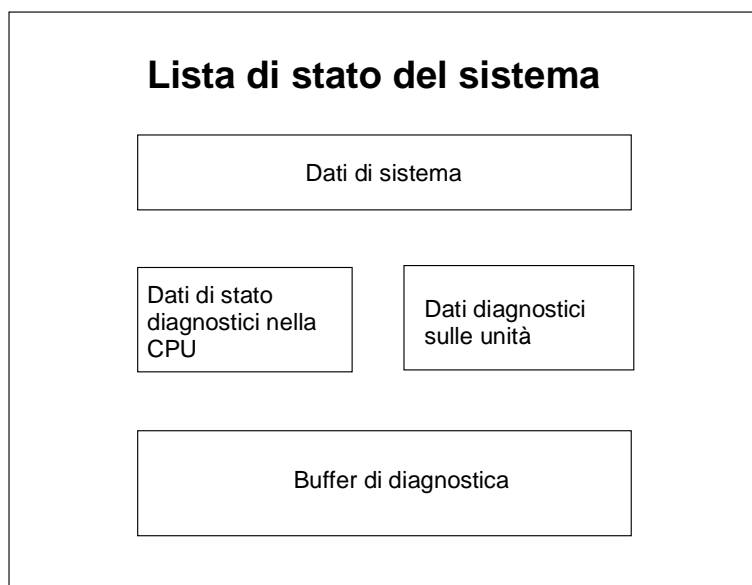 Lista di stato del sistema
Dati di sistema
Dati di stato
diagnostici nella
CPU
Dati diagnostici
sulle unità
Buffer di diagnostica